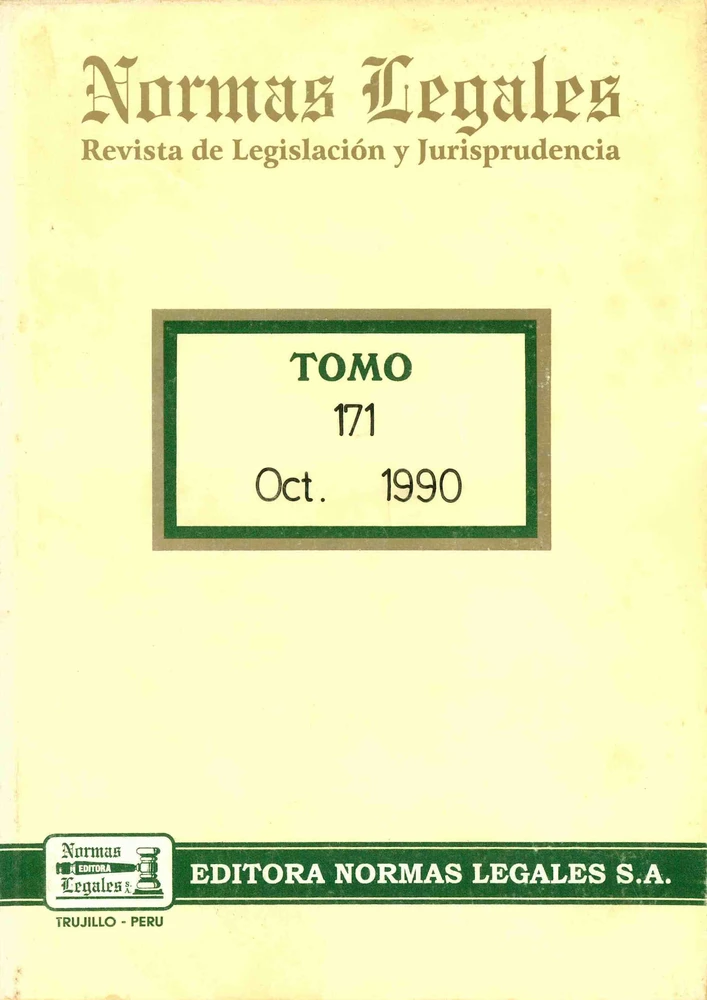 Normas Legales
Revista de Legislación y Jurisprudencia
TOMO
171
Oct. 1990
Normas
EDITORA
Legales S.A.
EDITORA NORMAS LEGALES S.A.
TRUJILLO - PERU